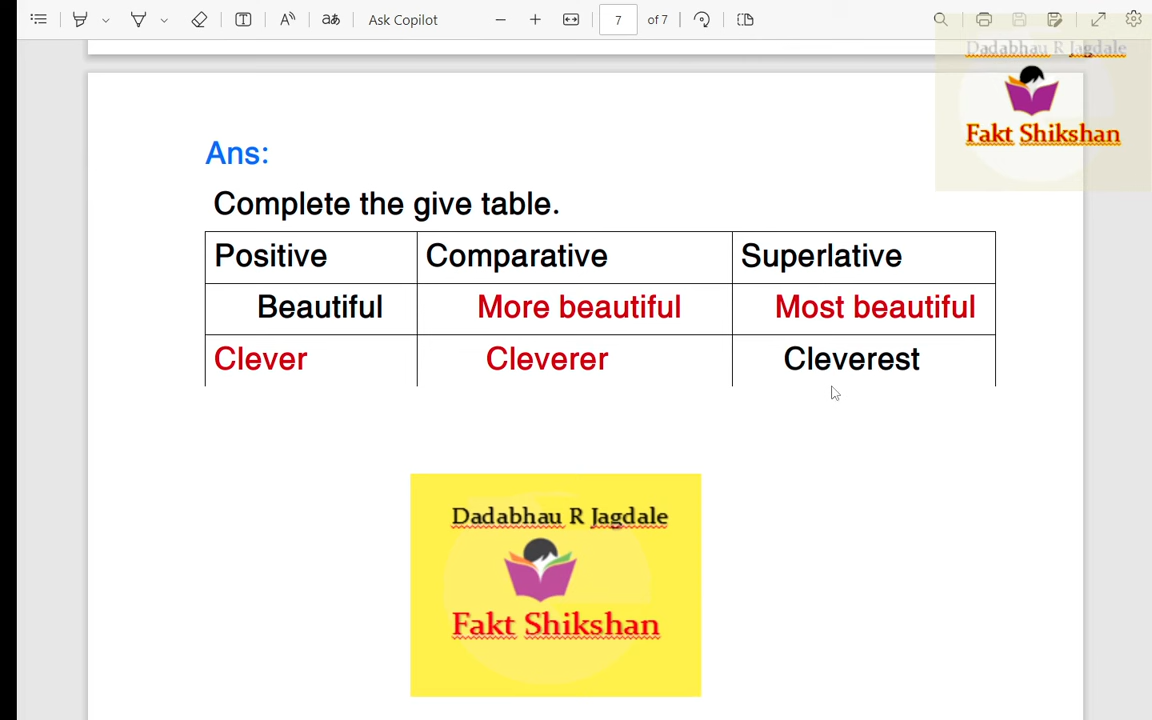 Ask Copilot
7 of 7
Dadabhau R Jagdale
Fakt Shikshan
Ans:
Complete the give table.
Positive Comparative Superlative
Beautiful More beautiful Most beautiful
Clever Cleverer Cleverest
Dadabhau R Jagdale
Fakt Shikshan